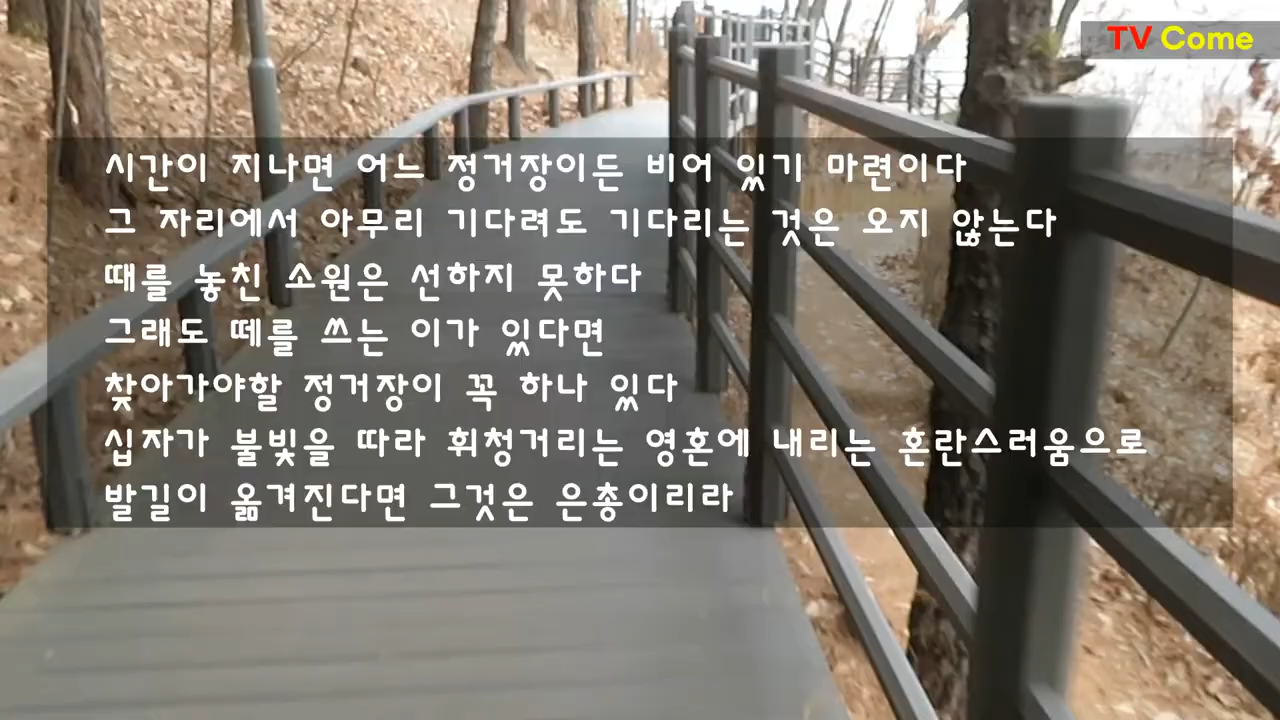 TV Come
시간이 지나면 어느 정거장이든 비어 있기 마련이다
그 자리에서 아무리 기다려도 기다리는 것은 오지 않는다
때를 놓친 소원은 선하지 못하다
그래도 떼를 쓰는 이가 있다면
찾아가야할 정거장이 꼭 하나 있다
십자가 불빛을 따라 휘청거리는 영혼에 내리는 혼란스러움으로
발길이 옮겨진다면 그것은 은총이리라